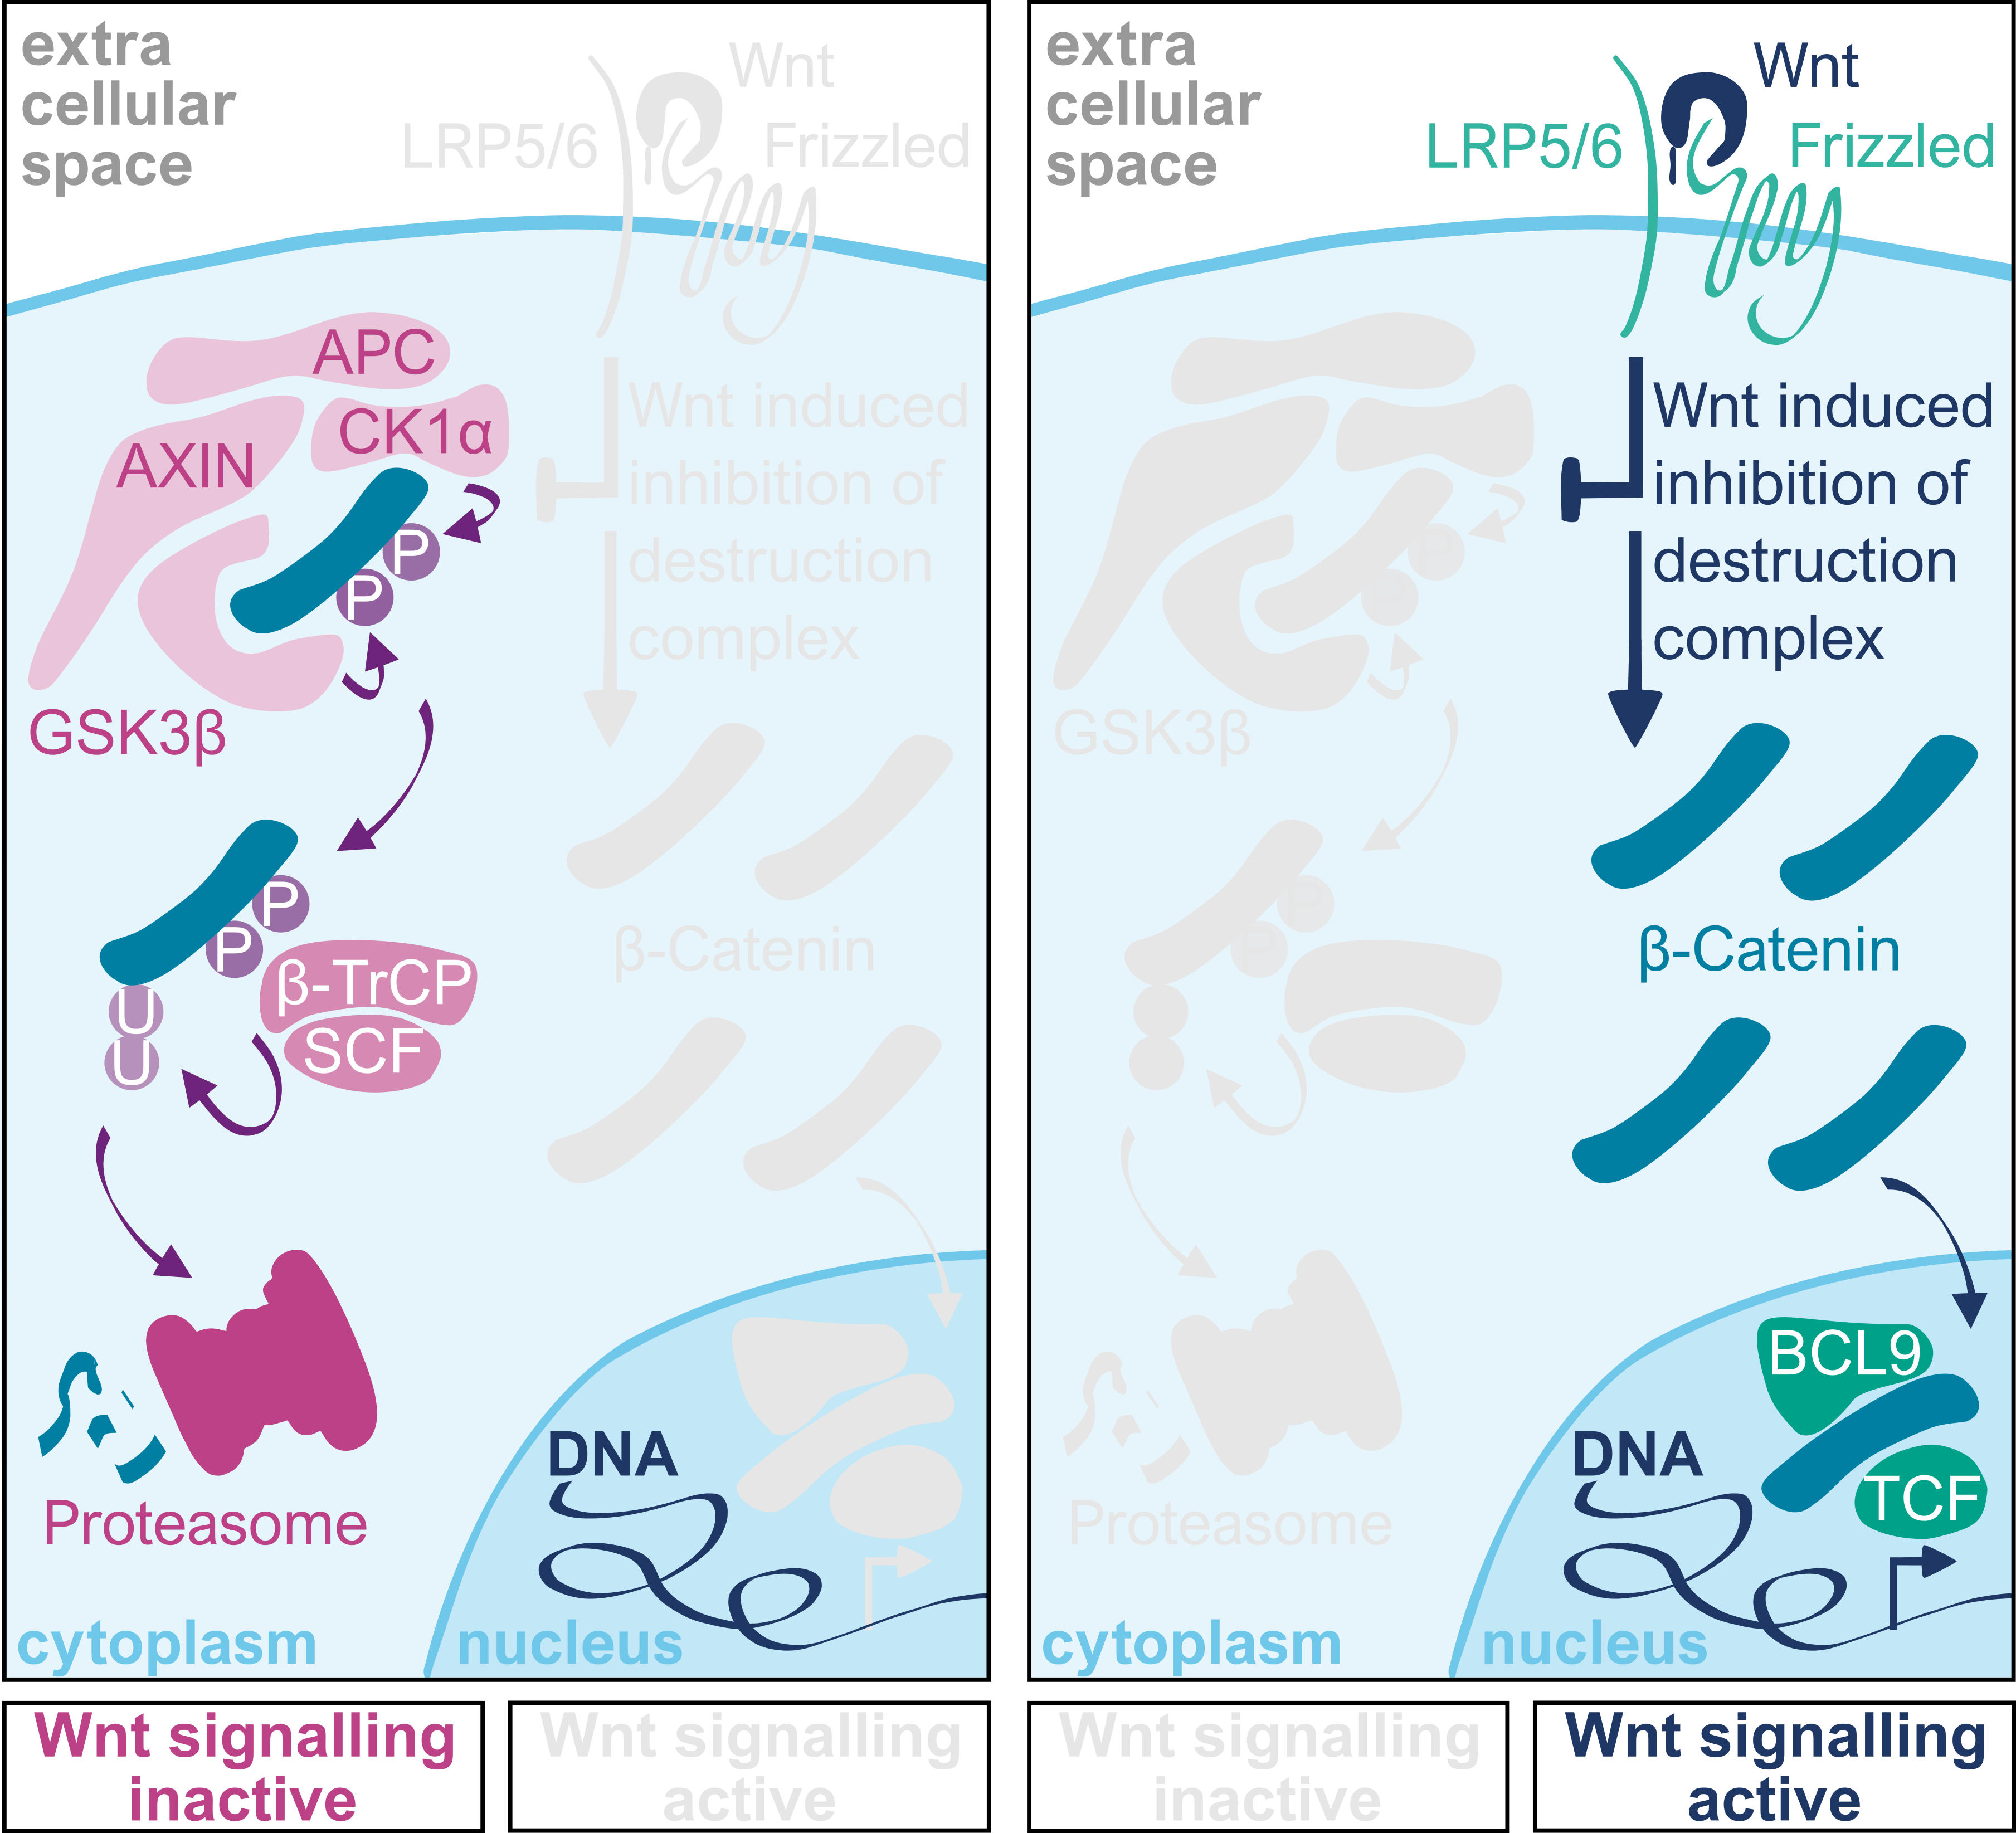 extra
cellular
space
Wnt
LRP5/6
Frizzled
APC
CK1α
AXIN
P
P
GSK3β
Wnt induced
inhibition of
destruction
complex
P
P
β-TrCP
SCF
U
U
β-Catenin
Proteasome
DNA
cytoplasm
nucleus
Wnt signalling
inactive
Wnt signalling
active
extra
cellular
space
Wnt
LRP5/6
Frizzled
P
P
GSK3β
Wnt induced
inhibition of
destruction
complex
P
P
β-Catenin
Proteasome
BCL9
TCF
DNA
cytoplasm
nucleus
Wnt signalling
inactive
Wnt signalling
active